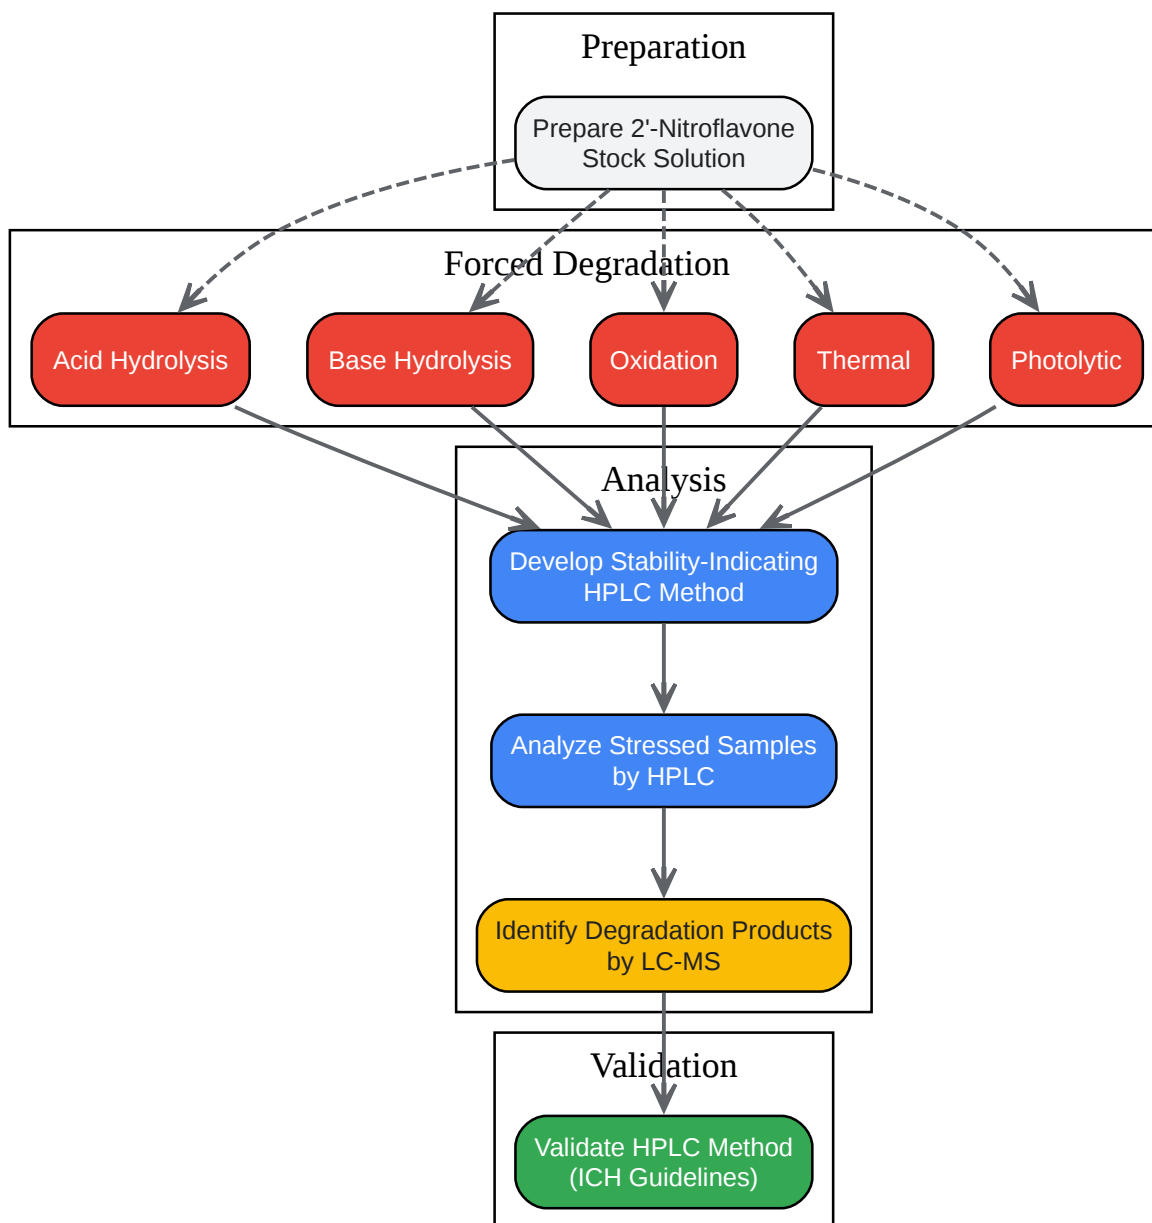 Preparation
Prepare 2'-Nitroflavone
Stock Solution
Forced Degradation
Acid Hydrolysis
Base Hydrolysis
Oxidation
Thermal
Photolytic
Analysis
Develop Stability-Indicating
HPLC Method
Analyze Stressed Samples
by HPLC
Identify Degradation Products
by LC-MS
Validation
Validate HPLC Method
(ICH Guidelines)